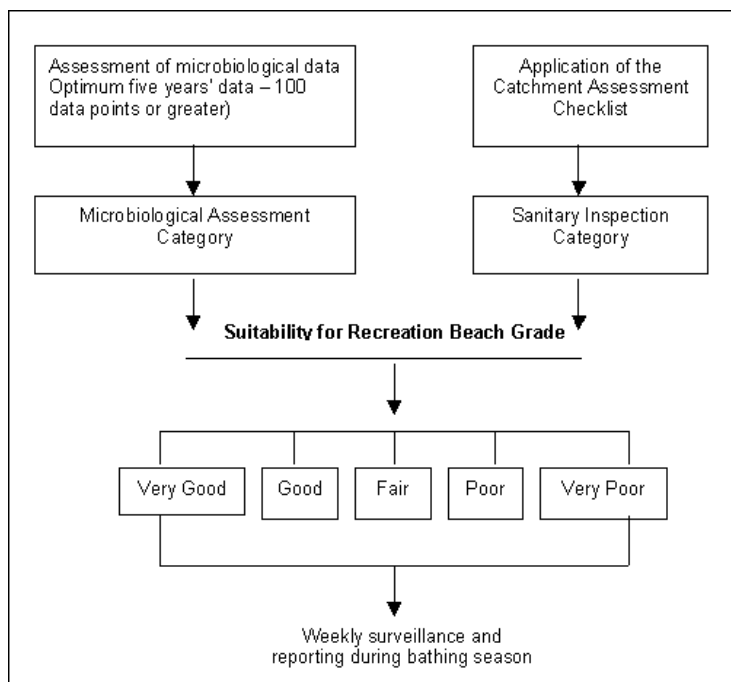 Assessment of microbiological data
Optimum five years' data – 100
data points or greater)
Application of the
Catchment Assessment
Checklist
Microbiological Assessment
Category
Sanitary Inspection
Category
Suitability for Recreation Beach Grade
Very Good
Good
Fair
Poor
Very Poor
Weekly surveillance and
reporting during bathing season